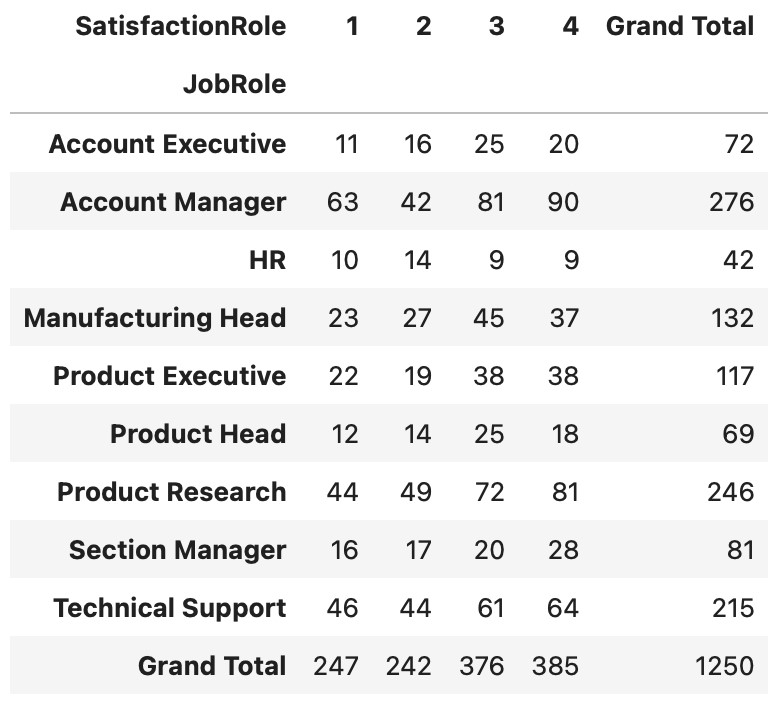 SatisfactionRole 1 2 3 4 Grand Total
JobRole
Account Executive 11 16 25 20 72
Account Manager 63 42 81 90 276
HR 10 14 9 9 42
Manufacturing Head 23 27 45 37 132
Product Executive 22 19 38 38 117
Product Head 12 14 25 18 69
Product Research 44 49 72 81 246
Section Manager 16 17 20 28 81
Technical Support 46 44 61 64 215
Grand Total 247 242 376 385 1250